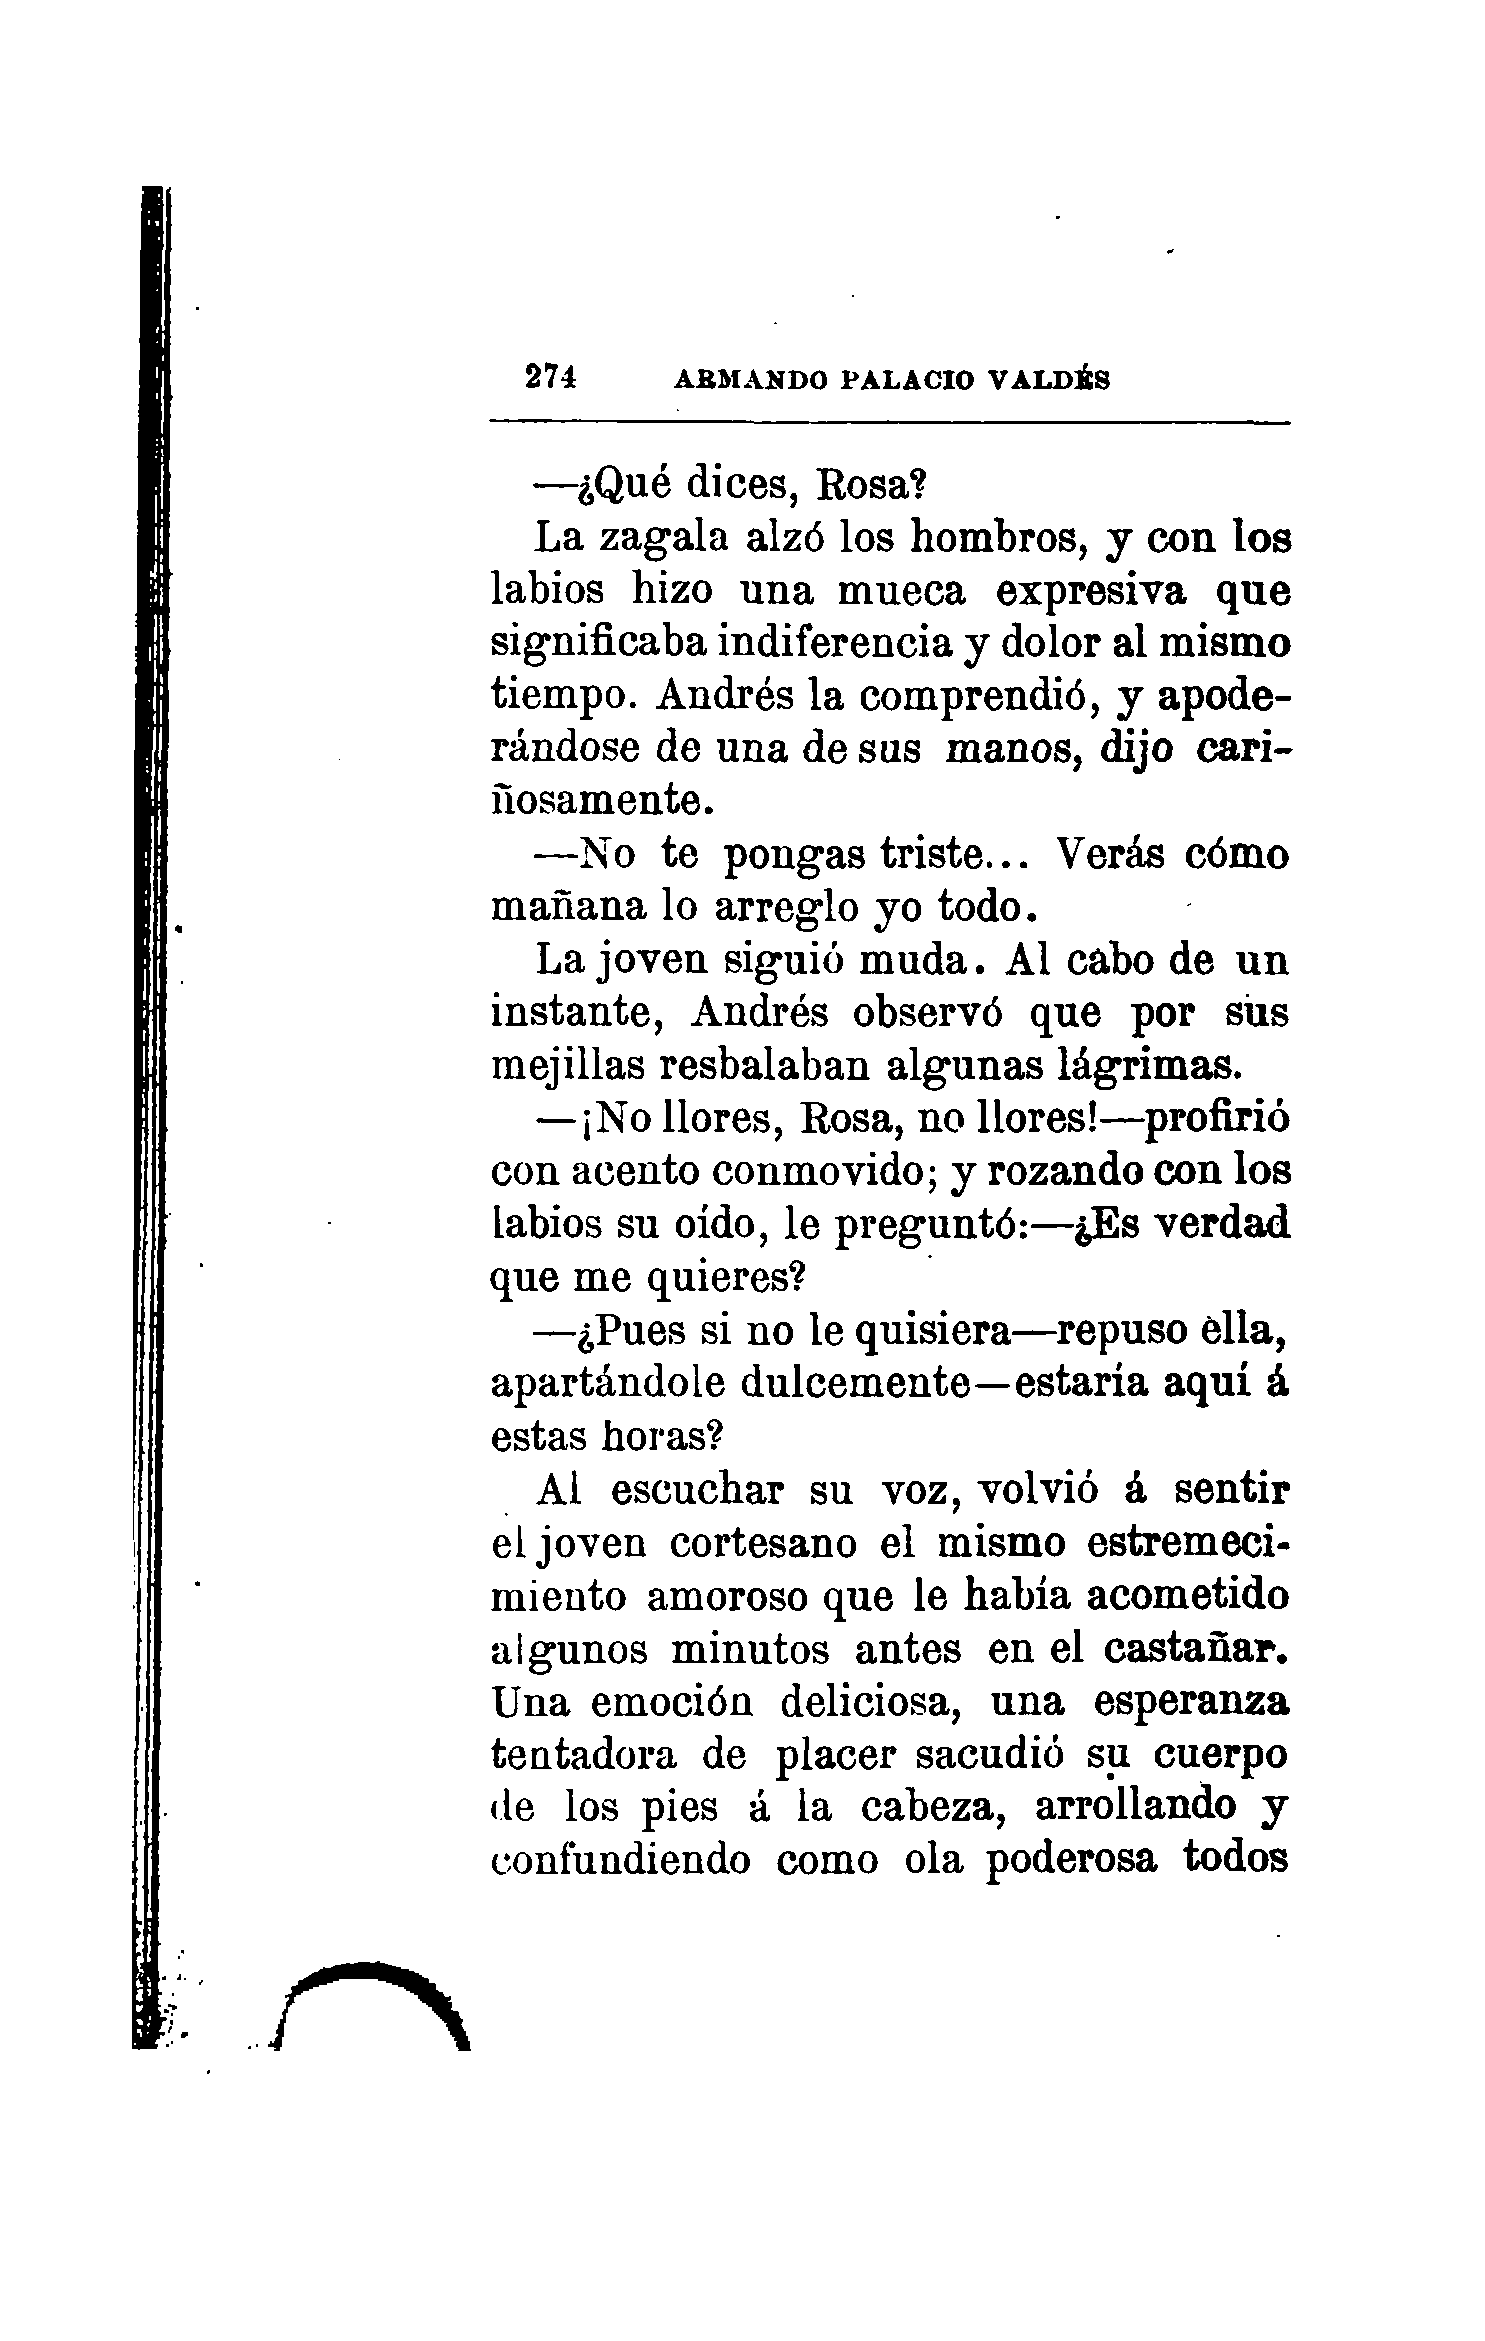 274 ARMANDO PALACIO VALDÉS
—¿Qué dices, Rosa?
La zagala alzó los hombros, y con los
labios hizo una mueca expresiva que
significaba indiferencia y dolor al mismo
tiempo. Andrés la comprendió, y apode-
rándose de una de sus manos, dijo cari-
ñosamente.
—No te pongas triste... Verás cómo
mañana lo arreglo yo todo.
La joven siguió muda. Al cabo de un
instante, Andrés observó que por sus
mejillas resbalaban algunas lágrimas.
—¡No llores, Rosa, no llores!—profirió
con acento conmovido; y rozando con los
labios su oído, le preguntó:—¿Es verdad
que me quieres?
—¿Pues si no le quisiera—repuso ella,
apartándole dulcemente—estaría aquí á
estas horas?
Al escuchar su voz, volvió á sentir
el joven cortesano el mismo estremeci-
miento amoroso que le había acometido
algunos minutos antes en el castañar.
Una emoción deliciosa, una esperanza
tentadora de placer sacudió su cuerpo
de los pies á la cabeza, arrollando y
confundiendo como ola poderosa todos